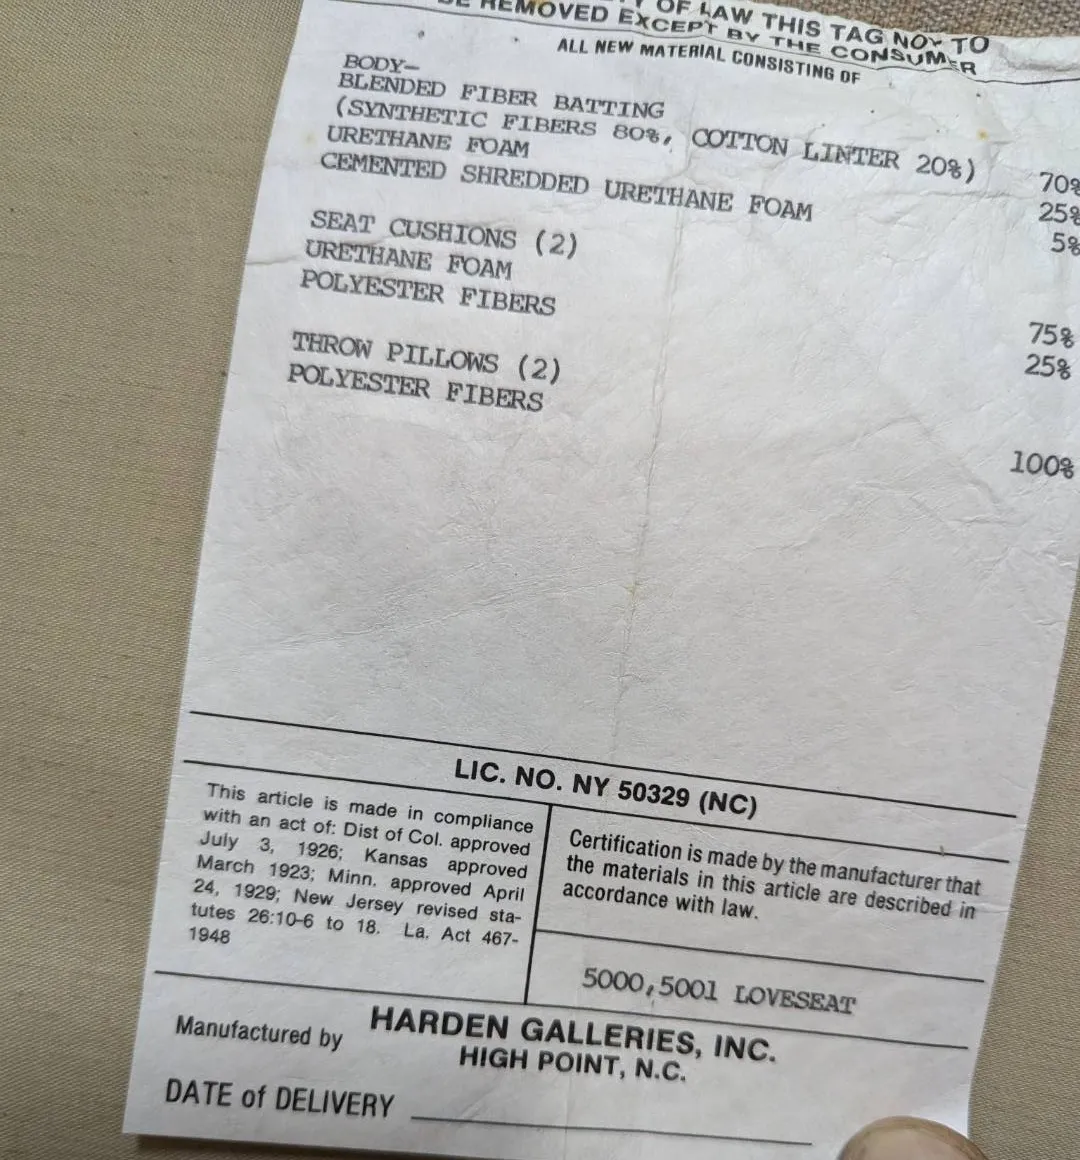 OF LAW THIS TAG NOT TO
BE REMOVED EXCEPT BY THE CONSUMER
ALL NEW MATERIAL CONSISTING OF
BODY—
BLENDED FIBER BATTING
(SYNTHETIC FIBERS 80%, COTTON LINTER 20%) 70%
URETHANE FOAM 25%
CEMENTED SHREDDED URETHANE FOAM 5%
SEAT CUSHIONS (2)
URETHANE FOAM 75%
POLYESTER FIBERS 25%
THROW PILLOWS (2)
POLYESTER FIBERS 100%
LIC. NO. NY 50329 (NC)
This article is made in compliance
with an act of: Dist of Col. approved
July 3, 1926; Kansas approved
March 1923; Minn. approved April
24, 1929; New Jersey revised sta-
tutes 26:10-6 to 18. La. Act 467-
1948
Certification is made by the manufacturer that
the materials in this article are described in
accordance with law.
5000,5001 LOVESEAT
Manufactured by HARDEN GALLERIES, INC.
HIGH POINT, N.C.
DATE of DELIVERY